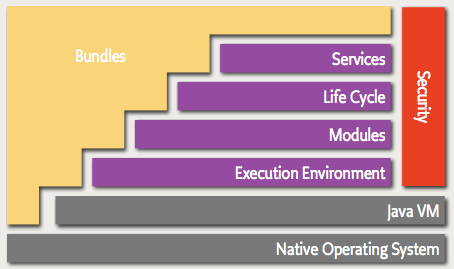 Bundles
Services
Life Cycle
Modules
Execution Environment
Java VM
Native Operating System
Security